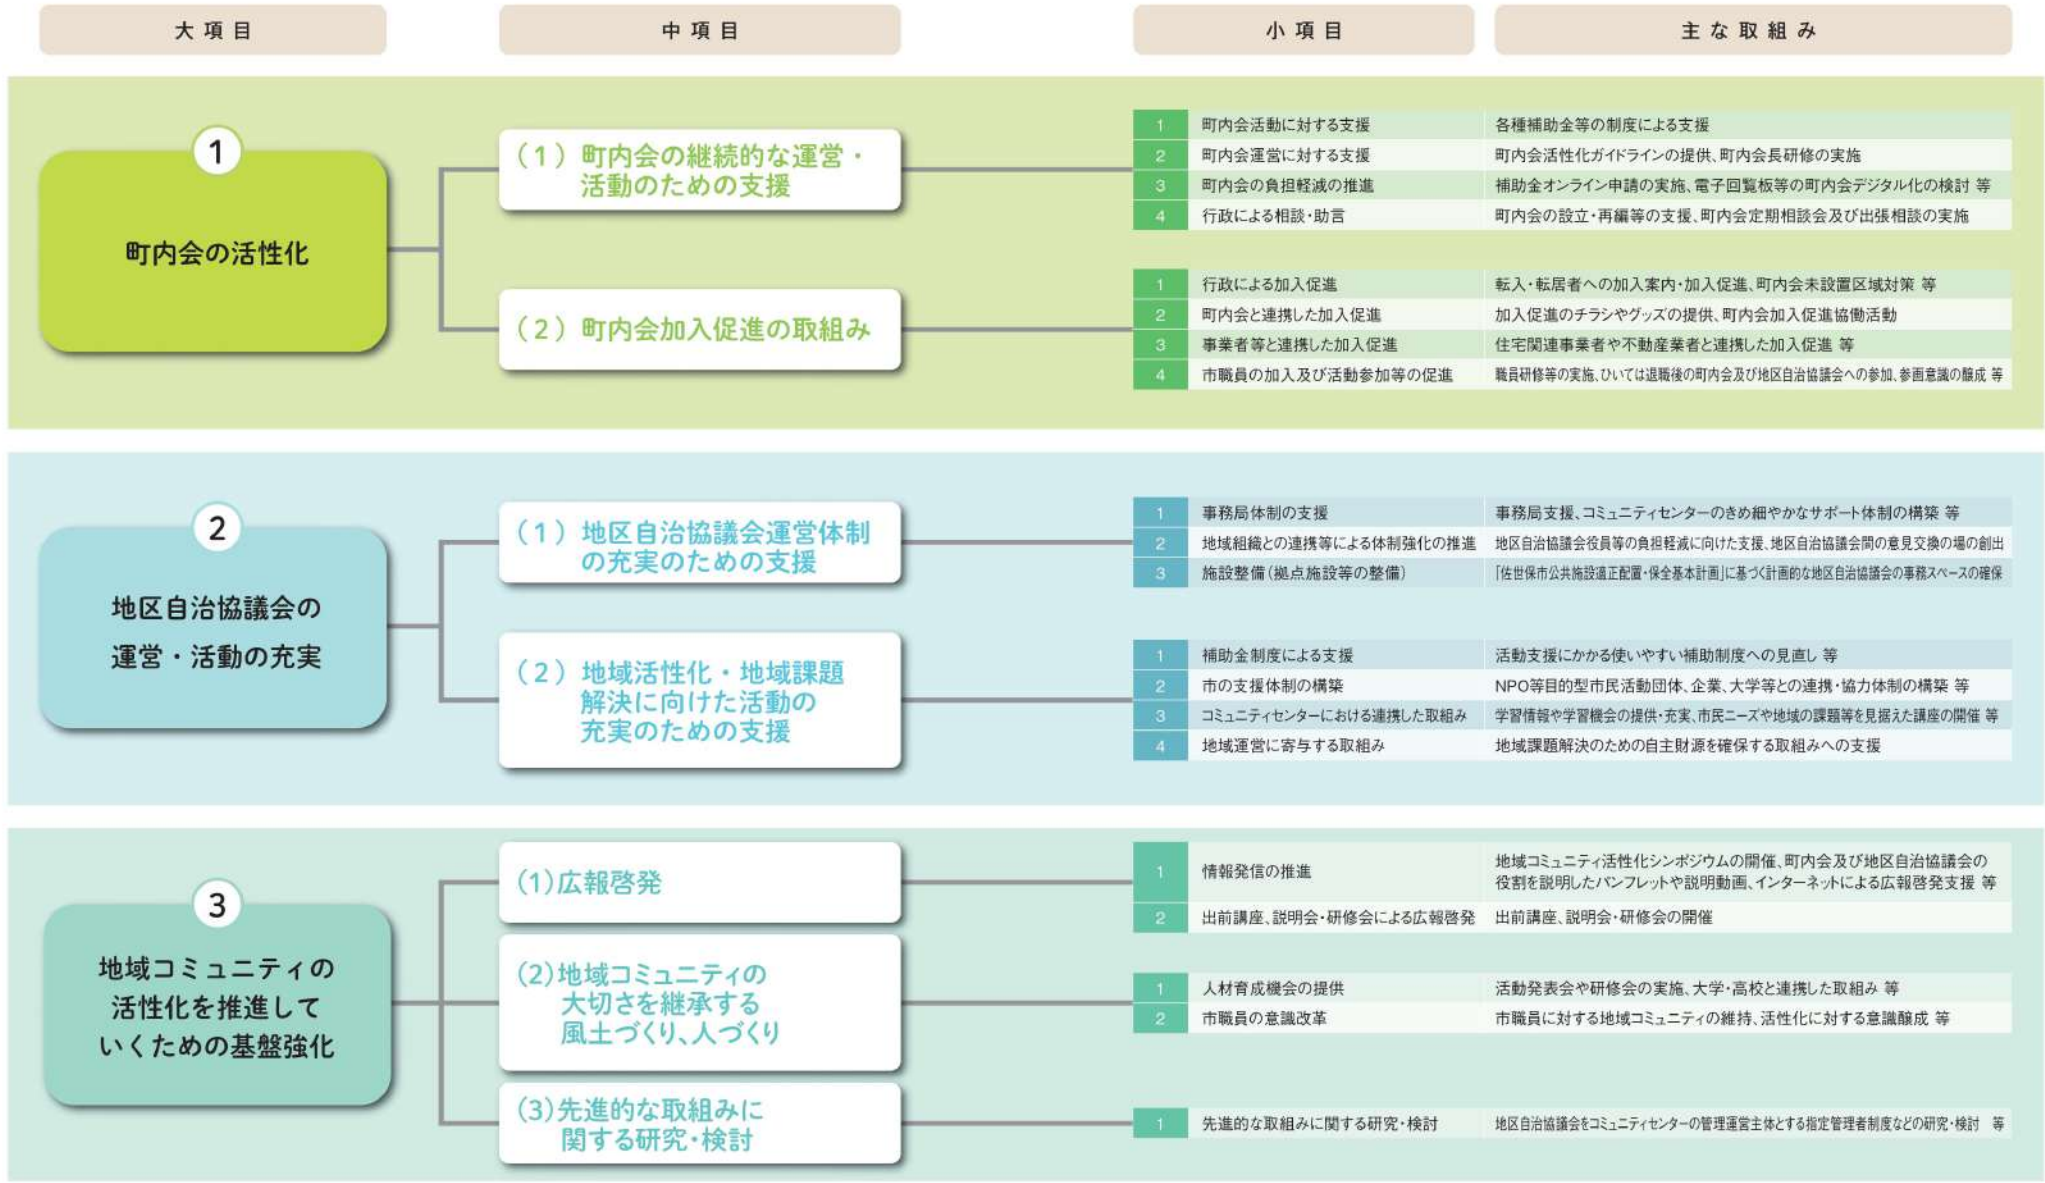 大項目
中項目
小項目
主な取組み
1
町内会の活性化
(1) 町内会の継続的な運営・
活動のための支援
1 町内会活動に対する支援 各種補助金等の制度による支援
2 町内会運営に対する支援 町内会活性化ガイドラインの提供、町内会長研修の実施
3 町内会の負担軽減の推進 補助金オンライン申請の実施、電子回覧板等の町内会デジタル化の検討 等
4 行政による相談・助言 町内会の設立・再編等の支援、町内会定期相談会及び出張相談の実施
(2) 町内会加入促進の取組み
1 行政による加入促進 転入・転居者への加入案内・加入促進、町内会未設置区域対策 等
2 町内会と連携した加入促進 加入促進のチラシやグッズの提供、町内会加入促進協働活動
3 事業者等と連携した加入促進 住宅関連事業者や不動産業者と連携した加入促進 等
4 市職員の加入及び活動参加等の促進 職員研修等の実施、ひいては退職後の町内会及び地区自治協議会への参加、参画意識の醸成 等
2
地区自治協議会の
運営・活動の充実
(1) 地区自治協議会運営体制
の充実のための支援
1 事務局体制の支援 事務局支援、コミュニティセンターのきめ細やかなサポート体制の構築 等
2 地域組織との連携等による体制強化の推進 地区自治協議会役員等の負担軽減に向けた支援、地区自治協議会間の意見交換の場の創出
3 施設整備(拠点施設等の整備) 「佐世保市公共施設適正配置・保全基本計画」に基づく計画的な地区自治協議会の事務スペースの確保
(2) 地域活性化・地域課題
解決に向けた活動の
充実のための支援
1 補助金制度による支援 活動支援にかかる使いやすい補助制度への見直し 等
2 市の支援体制の構築 NPO等目的型市民活動団体、企業、大学等との連携・協力体制の構築 等
3 コミュニティセンターにおける連携した取組み 学習情報や学習機会の提供・充実、市民ニーズや地域の課題等を見据えた講座の開催 等
4 地域運営に寄与する取組み 地域課題解決のための自主財源を確保する取組みへの支援
3
地域コミュニティの
活性化を推進して
いくための基盤強化
(1)広報啓発
1 情報発信の推進 地域コミュニティ活性化シンポジウムの開催、町内会及び地区自治協議会の
役割を説明したパンフレットや説明動画、インターネットによる広報啓発支援 等
2 出前講座、説明会・研修会による広報啓発 出前講座、説明会・研修会の開催
(2)地域コミュニティの
大切さを継承する
風土づくり、人づくり
1 人材育成機会の提供 活動発表会や研修会の実施、大学・高校と連携した取組み 等
2 市職員の意識改革 市職員に対する地域コミュニティの維持、活性化に対する意識醸成 等
(3)先進的な取組みに
関する研究・検討
1 先進的な取組みに関する研究・検討 地区自治協議会をコミュニティセンターの管理運営主体とする指定管理者制度などの研究・検討 等